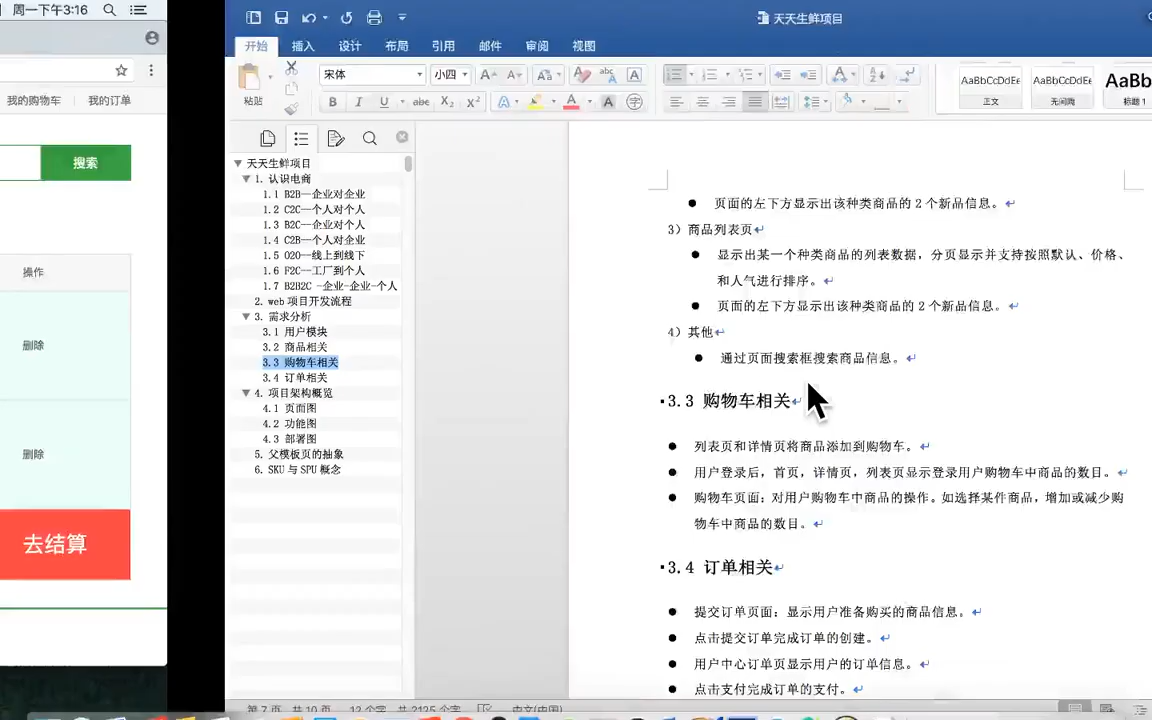 周一下午3:16
我的购物车
我的订单
搜索
操作
删除
删除
去结算
天天生鲜项目
开始
插入
设计
布局
引用
邮件
审阅
视图
粘贴
宋体
小四
AaBbCcDdEe
正文
AaBbCcDdEe
无间隔
AaBb
标题 1
天天生鲜项目
1. 认识电商
1.1 B2B—企业对企业
1.2 C2C—个人对个人
1.3 B2C—企业对个人
1.4 C2B—个人对企业
1.5 O2O—线上到线下
1.6 F2C—工厂到个人
1.7 B2B2C -企业-企业-个人
2. web 项目开发流程
3. 需求分析
3.1 用户模块
3.2 商品相关
3.3 购物车相关
3.4 订单相关
4. 项目架构概览
4.1 页面图
4.2 功能图
4.3 部署图
5. 父模板页的抽象
6. SKU 与 SPU 概念
● 页面的左下方显示出该种类商品的 2 个新品信息。
3）商品列表页
● 显示出某一个种类商品的列表数据，分页显示并支持按照默认、价格、
和人气进行排序。
● 页面的左下方显示出该种类商品的 2 个新品信息。
4）其他
● 通过页面搜索框搜索商品信息。
3.3 购物车相关
● 列表页和详情页将商品添加到购物车。
● 用户登录后，首页，详情页，列表页显示登录用户购物车中商品的数目。
● 购物车页面：对用户购物车中商品的操作。如选择某件商品，增加或减少购
物车中商品的数目。
3.4 订单相关
● 提交订单页面：显示用户准备购买的商品信息。
● 点击提交订单完成订单的创建。
● 用户中心订单页显示用户的订单信息。
● 点击支付完成订单的支付。
第 7 页，共 10 页 12 个字，共 2125 个字 中文(中国)